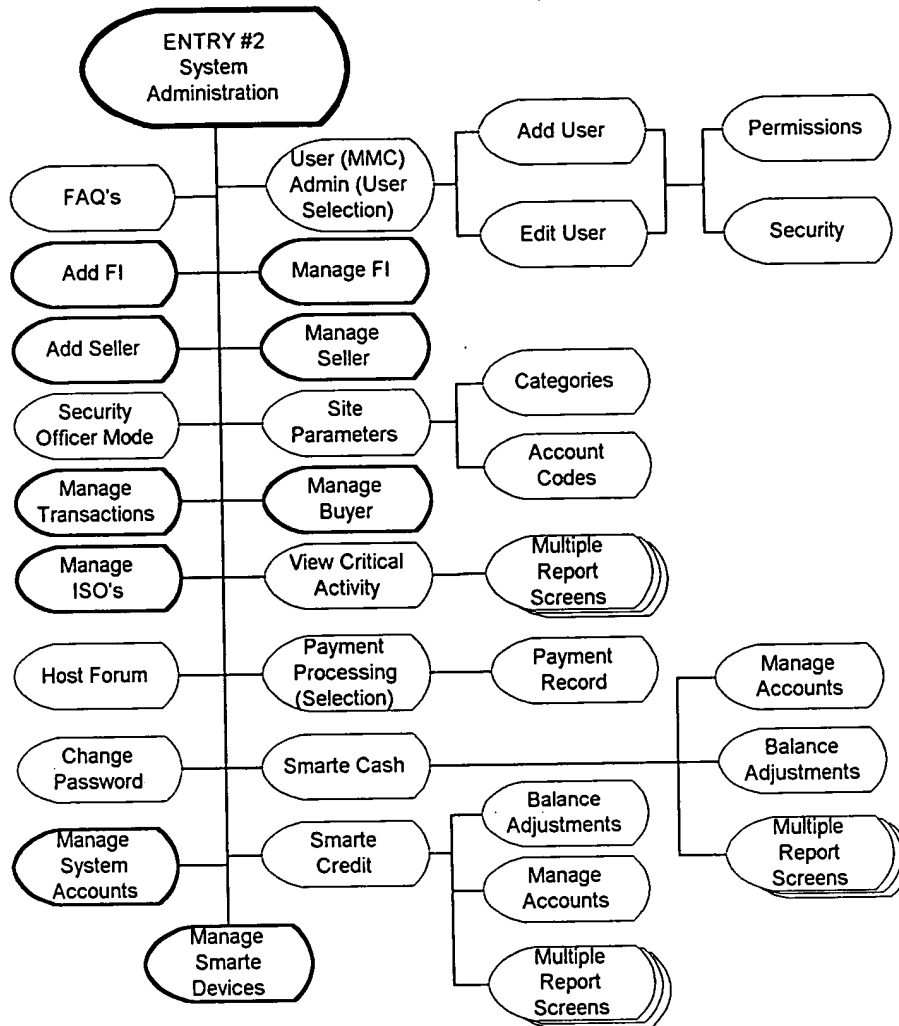 ENTRY #2
System
Administration
User (MMC)
Admin (User
Selection)
Add User
Edit User
Permissions
Security
FAQ's
Add FI
Manage FI
Add Seller
Manage
Seller
Security
Officer Mode
Site
Parameters
Categories
Account
Codes
Manage
Transactions
Manage
Buyer
Manage
ISO's
View Critical
Activity
Multiple
Report
Screens
Host Forum
Payment
Processing
(Selection)
Payment
Record
Change
Password
Smarte Cash
Manage
Accounts
Balance
Adjustments
Multiple
Report
Screens
Manage
System
Accounts
Smarte
Credit
Balance
Adjustments
Manage
Accounts
Multiple
Report
Screens
Manage
Smarte
Devices